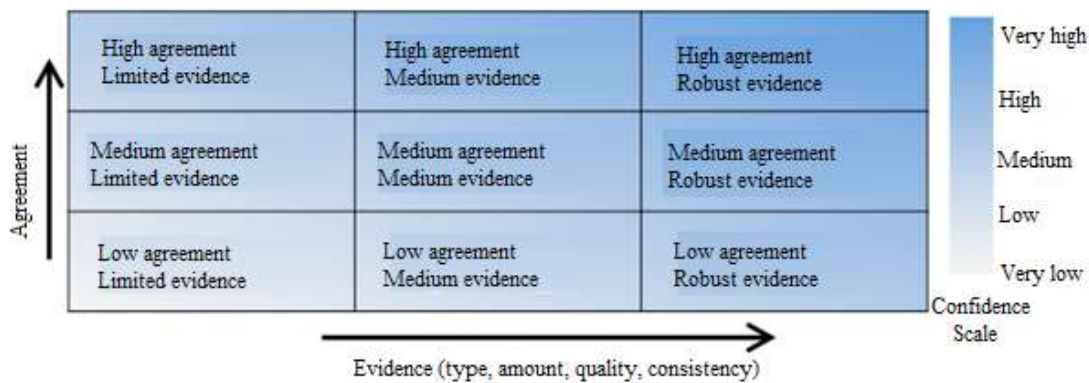 High agreement
Limited evidence
High agreement
Medium evidence
High agreement
Robust evidence
Medium agreement
Limited evidence
Medium agreement
Medium evidence
Medium agreement
Robust evidence
Low agreement
Limited evidence
Low agreement
Medium evidence
Low agreement
Robust evidence
Agreement
Evidence (type, amount, quality, consistency)
Very high
High
Medium
Low
Very low
Confidence
Scale